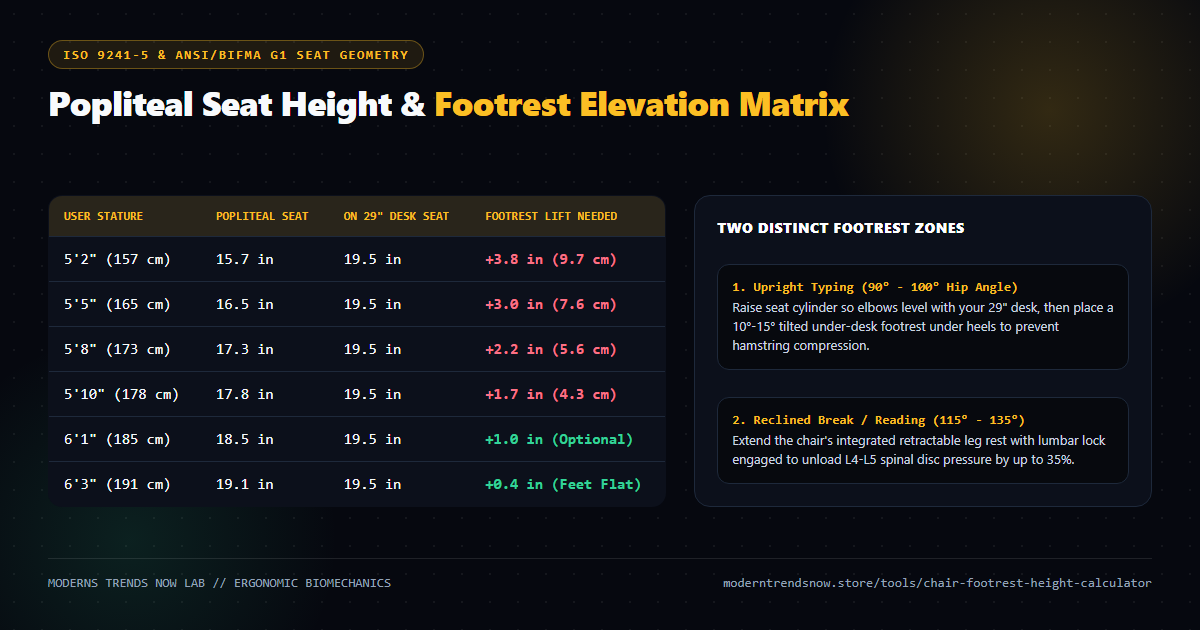 ISO 9241-5 & ANSI/BIFMA G1 SEAT GEOMETRY
Popliteal Seat Height & Footrest Elevation Matrix
USER STATURE POPLITEAL SEAT ON 29" DESK SEAT FOOTREST LIFT NEEDED
5'2" (157 cm) 15.7 in 19.5 in +3.8 in (9.7 cm)
5'5" (165 cm) 16.5 in 19.5 in +3.0 in (7.6 cm)
5'8" (173 cm) 17.3 in 19.5 in +2.2 in (5.6 cm)
5'10" (178 cm) 17.8 in 19.5 in +1.7 in (4.3 cm)
6'1" (185 cm) 18.5 in 19.5 in +1.0 in (Optional)
6'3" (191 cm) 19.1 in 19.5 in +0.4 in (Feet Flat)
TWO DISTINCT FOOTREST ZONES
1. Upright Typing (90° - 100° Hip Angle)
Raise seat cylinder so elbows level with your 29" desk, then place a
10°-15° tilted under-desk footrest under heels to prevent
hamstring compression.
2. Reclined Break / Reading (115° - 135°)
Extend the chair's integrated retractable leg rest with lumbar lock
engaged to unload L4-L5 spinal disc pressure by up to 35%.
MODERNS TRENDS NOW LAB // ERGONOMIC BIOMECHANICS
moderntrendsnow.store/tools/chair-footrest-height-calculator